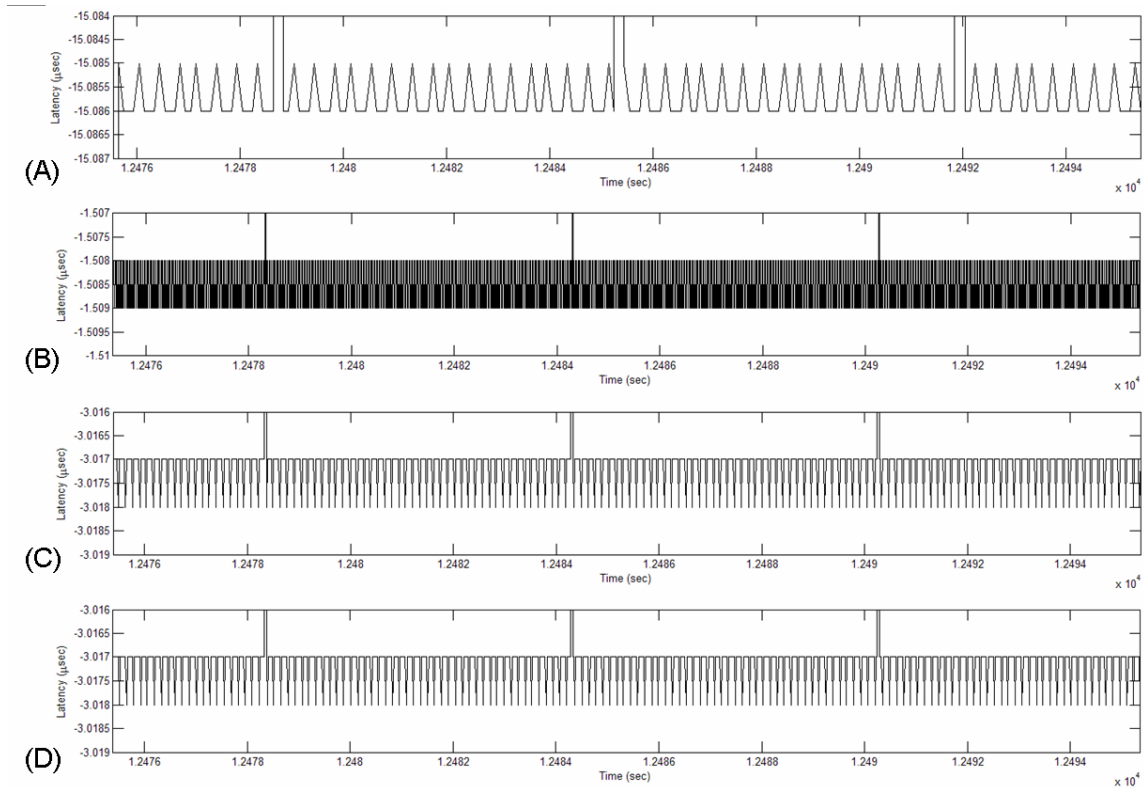 -15.084
-15.0845
-15.085
-15.0855
-15.086
-15.0865
-15.087
Latency (μsec)
1.2476 1.2478 1.248 1.2482 1.2484 1.2486 1.2488 1.249 1.2492 1.2494
Time (sec)
x 10⁴
(A)
-1.507
-1.5075
-1.508
-1.5085
-1.509
-1.5095
-1.51
Latency (μsec)
1.2476 1.2478 1.248 1.2482 1.2484 1.2486 1.2488 1.249 1.2492 1.2494
Time (sec)
x 10⁴
(B)
-3.016
-3.0165
-3.017
-3.0175
-3.018
-3.0185
-3.019
Latency (μsec)
1.2476 1.2478 1.248 1.2482 1.2484 1.2486 1.2488 1.249 1.2492 1.2494
Time (sec)
x 10⁴
(C)
-3.016
-3.0165
-3.017
-3.0175
-3.018
-3.0185
-3.019
Latency (μsec)
1.2476 1.2478 1.248 1.2482 1.2484 1.2486 1.2488 1.249 1.2492 1.2494
Time (sec)
x 10⁴
(D)